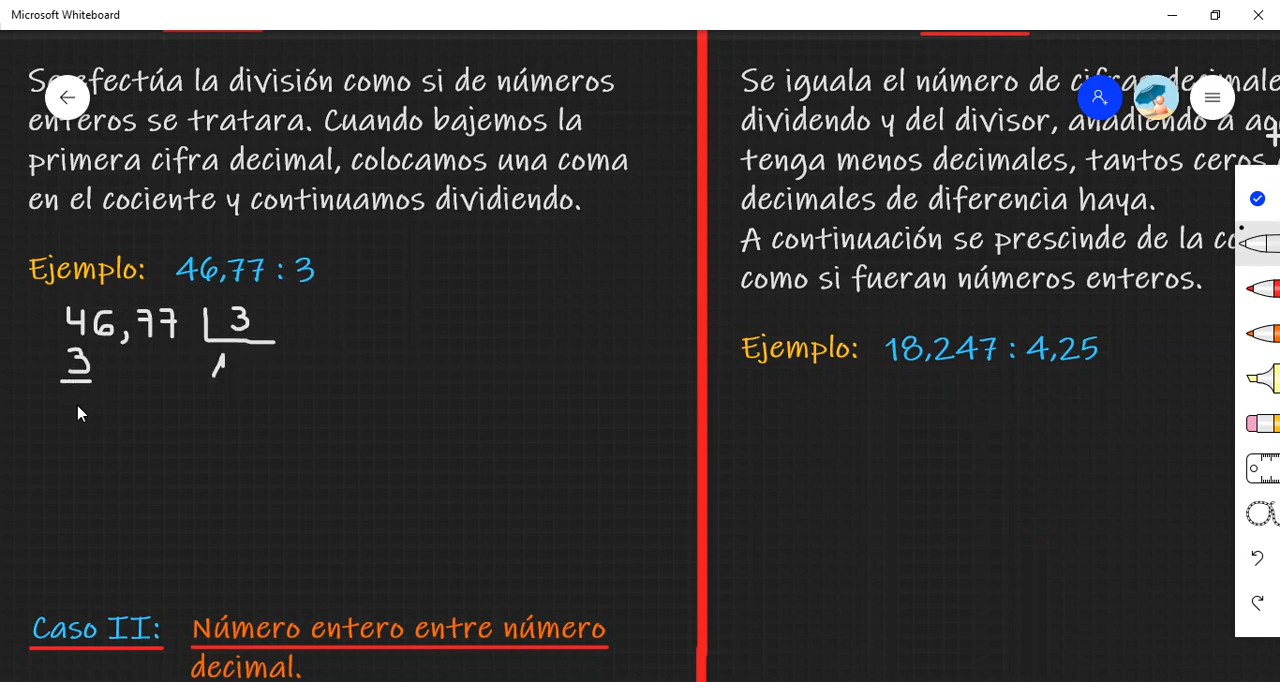 Microsoft Whiteboard
Se efectúa la división como si de números
enteros se tratara. Cuando bajemos la
primera cifra decimal, colocamos una coma
en el cociente y continuamos dividiendo.
Ejemplo: 46,77 : 3
46,77 3
3 1
Caso II: Número entero entre número
decimal.
Se iguala el número de cifras decimale
dividendo y del divisor, añadiendo a aq
tenga menos decimales, tantos ceros
decimales de diferencia haya.
A continuación se prescinde de la co
como si fueran números enteros.
Ejemplo: 18,247 : 4,25